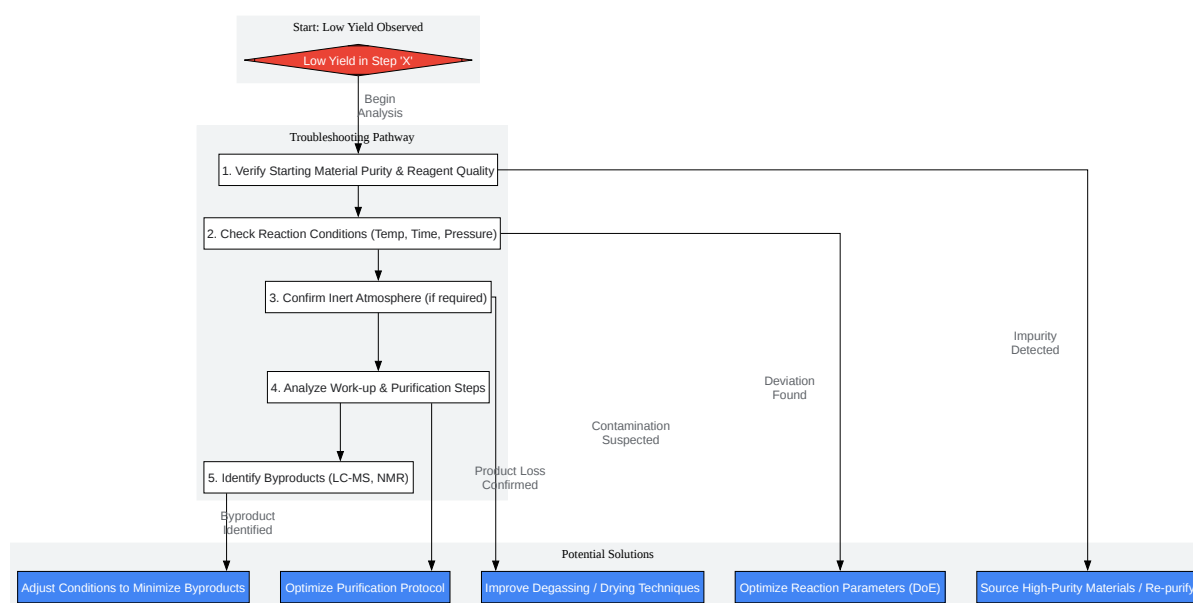 Start: Low Yield Observed
Low Yield in Step 'X'
Begin
Analysis
Troubleshooting Pathway
1. Verify Starting Material Purity & Reagent Quality
2. Check Reaction Conditions (Temp, Time, Pressure)
3. Confirm Inert Atmosphere (if required)
Impurity
Detected
4. Analyze Work-up & Purification Steps
Deviation
Found
Contamination
Suspected
5. Identify Byproducts (LC-MS, NMR)
Product Loss
Confirmed
Byproduct
Identified
Potential Solutions
Adjust Conditions to Minimize Byproducts
Optimize Purification Protocol
Improve Degassing / Drying Techniques
Optimize Reaction Parameters (DoE)
Source High-Purity Materials / Re-purify